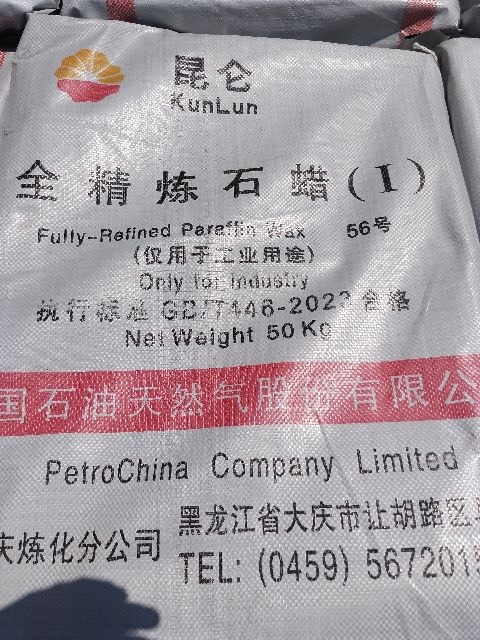 昆仑
KunLun
全精炼石蜡(I)
Fully-Refined Paraffin Wax 56号
(仅用于工业用途)
Only for industry
执行标准 GB/T446-2023 合格
Net Weight 50Kg
国石油天然气股份有限公
PetroChina Company Limited
黑龙江省大庆市让胡路区
庆炼化分公司
TEL: (0459) 5672015